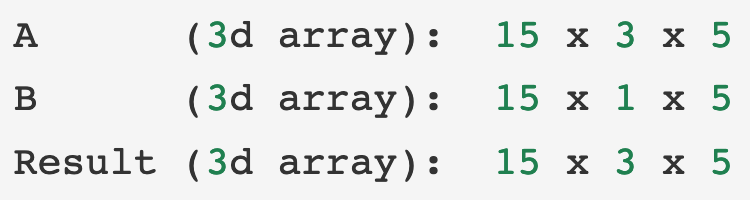 A      (3d array):  15 x 3 x 5
B      (3d array):  15 x 1 x 5
Result (3d array):  15 x 3 x 5